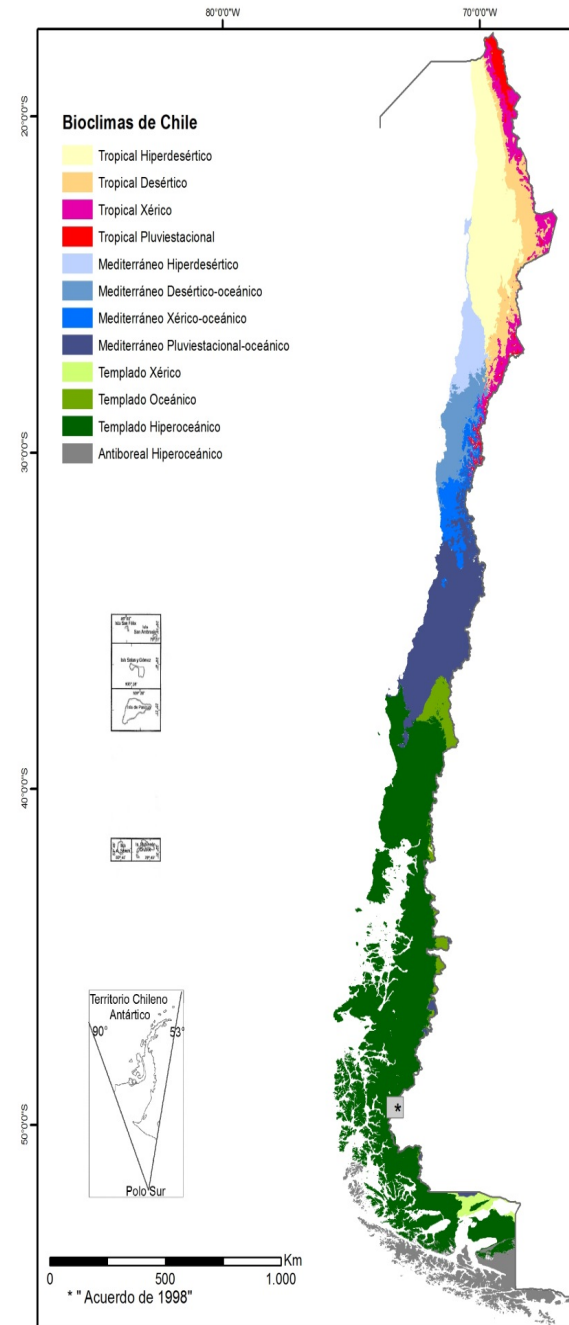 80°0'0"W
70°0'0"W
20°0'0"S
Bioclimas de Chile
Tropical Hiperdesértico
Tropical Desértico
Tropical Xérico
Tropical Pluviestacional
Mediterráneo Hiperdesértico
Mediterráneo Desértico-oceánico
Mediterráneo Xérico-oceánico
Mediterráneo Pluviestacional-oceánico
Templado Xérico
Templado Oceánico
Templado Hiperoceánico
Antiboreal Hiperoceánico
30°0'0"S
40°0'0"S
Territorio Chileno
Antártico
90°
53°
Polo Sur
50°0'0"S
*
Km
0
500
1.000
* " Acuerdo de 1998"